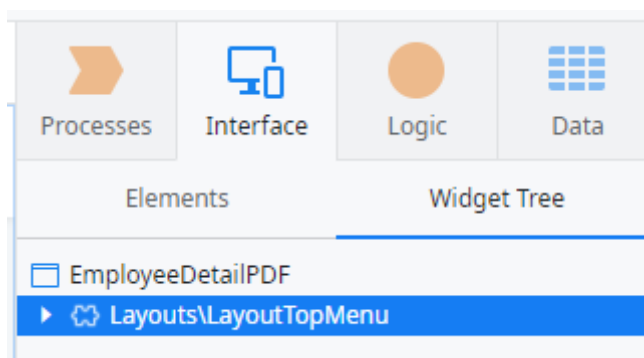 Processes Interface Logic Data
Elements Widget Tree
EmployeeDetailPDF
Layouts\LayoutTopMenu